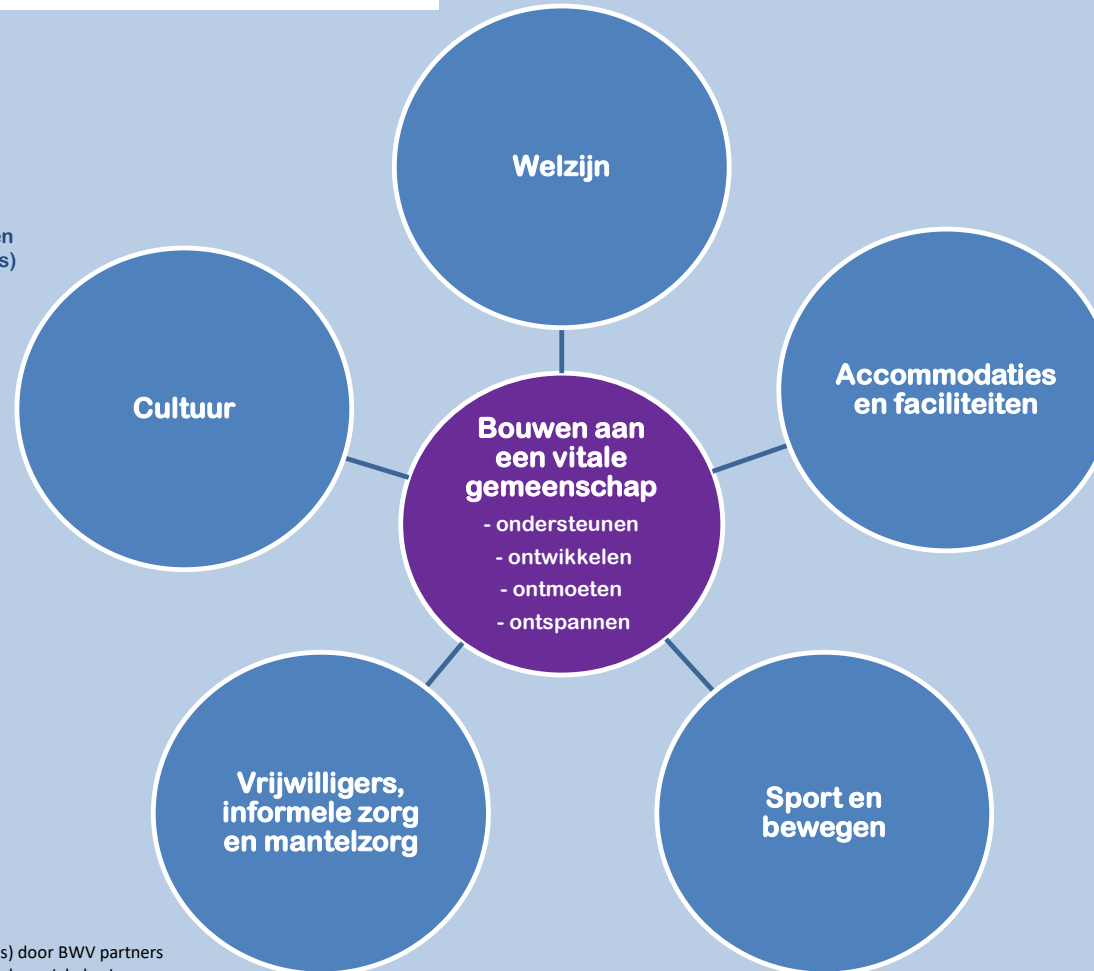 Welzijn
en
s)
Cultuur
Accommodaties
en faciliteiten
Bouwen aan
een vitale
gemeenschap
- ondersteunen
- ontwikkelen
- ontmoeten
- ontspannen
Vrijwilligers,
informele zorg
en mantelzorg
Sport en
bewegen
s) door BWV partners